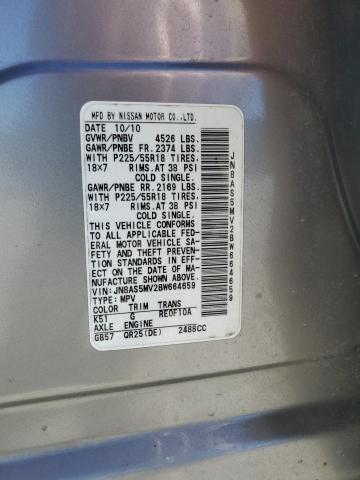 MFD BY NISSAN MOTOR CO.,LTD.
DATE 10/10
GVWR/PNBV 4526 LBS.
GAWR/PNBE FR. 2374 LBS.
WITH P225/55R18 TIRES,
18X7 RIMS.AT 38 PSI
COLD SINGLE.
GAWR/PNBE RR. 2169 LBS.
WITH P225/55R18 TIRES,
18X7 RIMS.AT 38 PSI
COLD SINGLE.
THIS VEHICLE CONFORMS
TO ALL APPLICABLE FED-
ERAL MOTOR VEHICLE SA-
FETY AND THEFT PREVENTION
STANDARDS IN EFF-
ECT ON THE DATE OF MA-
NUFACTURE SHOWN ABOVE.
VIN:JN8AS5MV2BW664659
TYPE: MPV
COLOR TRIM TRANS
K51 G RE0F10A
AXLE ENGINE
GB57 QR25(DE) 2488CC
JN8AS5MV2BW664659